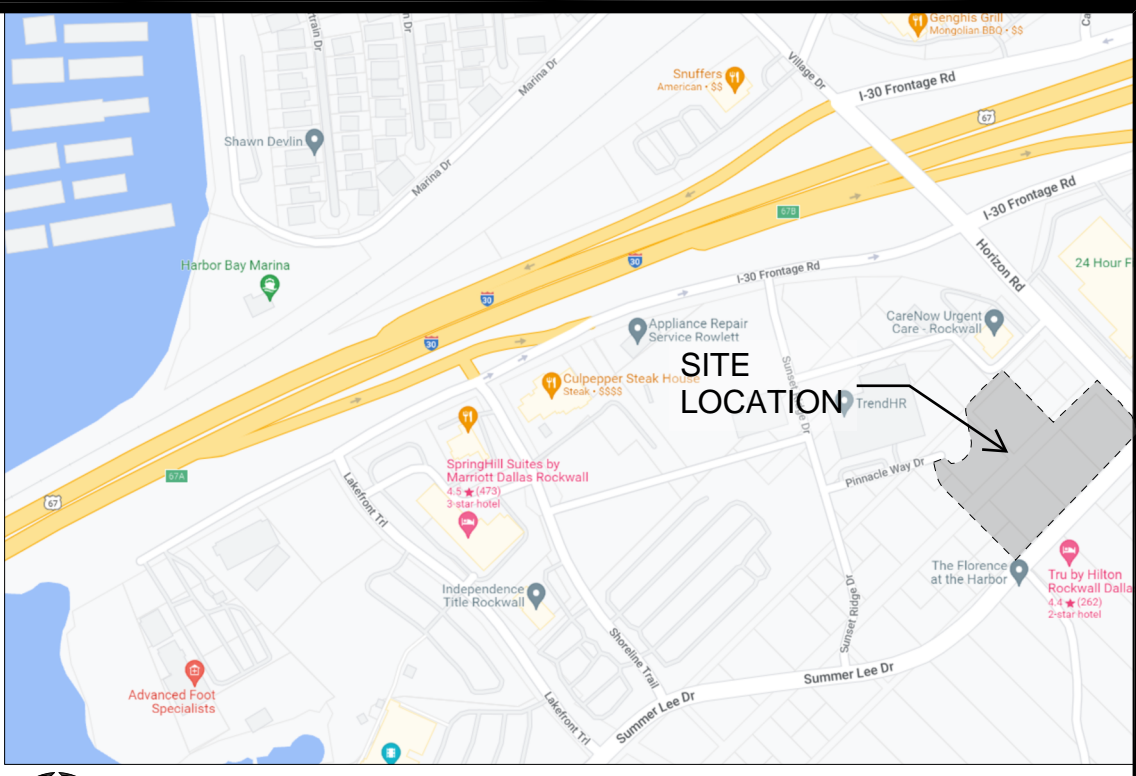 Genghis Grill
Mongolian BBQ • $$
Village Dr
I-30 Frontage Rd
Marina Dr
Snuffers
American • $$
67
Shawn Devlin
Marina Dr
67B
I-30 Frontage Rd
Horizon Rd
Harbor Bay Marina
30
I-30 Frontage Rd
24 Hour F
30
30
Appliance Repair
Service Rowlett
CareNow Urgent
Care - Rockwall
SITE
LOCATION
Culpepper Steak House
Steak • $$$$
TrendHR
SpringHill Suites by
Marriott Dallas Rockwall
4.5 ★ (473)
3-star hotel
67A
67
Lakefront Trl
Pinnacle Way Dr
The Florence
at the Harbor
Tru by Hilton
Rockwall Dalla
4.4 ★ (262)
2-star hotel
Independence
Title Rockwall
Sunset Ridge Dr
Shoreline Trail
Summer Lee Dr
Advanced Foot
Specialists
Lakefront Trl
Summer Lee Dr